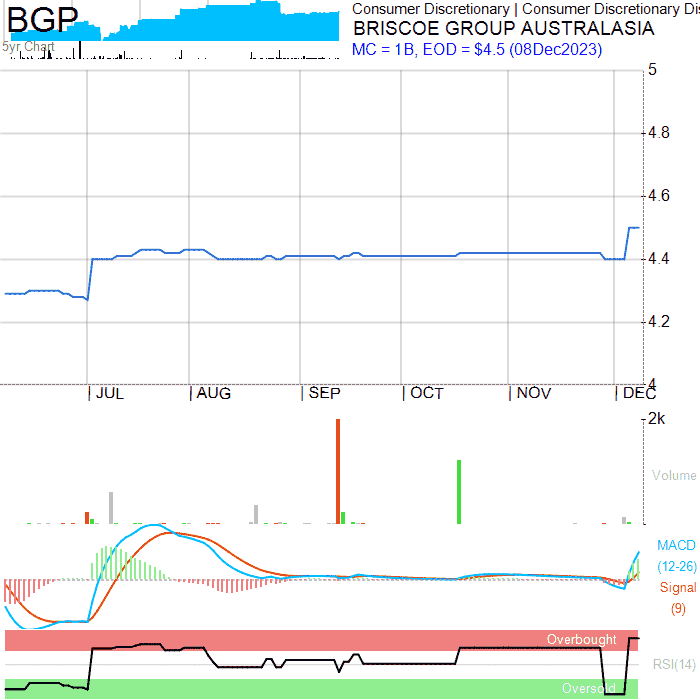 BGP
5yr Chart
Consumer Discretionary | Consumer Discretionary Dis
BRISCOE GROUP AUSTRALASIA
MC = 1B, EOD = $4.5 (08Dec2023)
5
4.8
4.6
4.4
4.2
4
JUL AUG SEP OCT NOV DEC
2k
Volume
MACD
(12-26)
Signal
(9)
Overbought
RSI(14)
Oversold